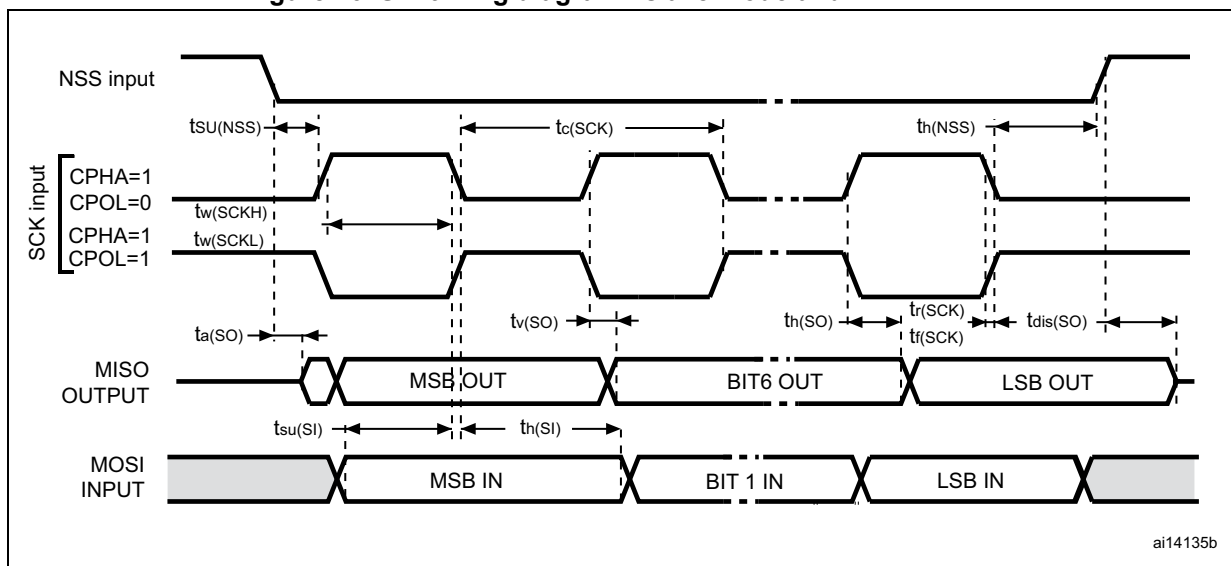 NSS input
tSU(NSS)
tc(SCK)
th(NSS)
SCK input
CPHA=1
CPOL=0
tw(SCKH)
CPHA=1
tw(SCKL)
CPOL=1
ta(SO)
tv(SO)
th(SO)
tr(SCK)
tf(SCK)
tdis(SO)
MISO
OUTPUT
MSB OUT
BIT6 OUT
LSB OUT
tsu(SI)
th(SI)
MOSI
INPUT
MSB IN
BIT 1 IN
LSB IN
ai14135b